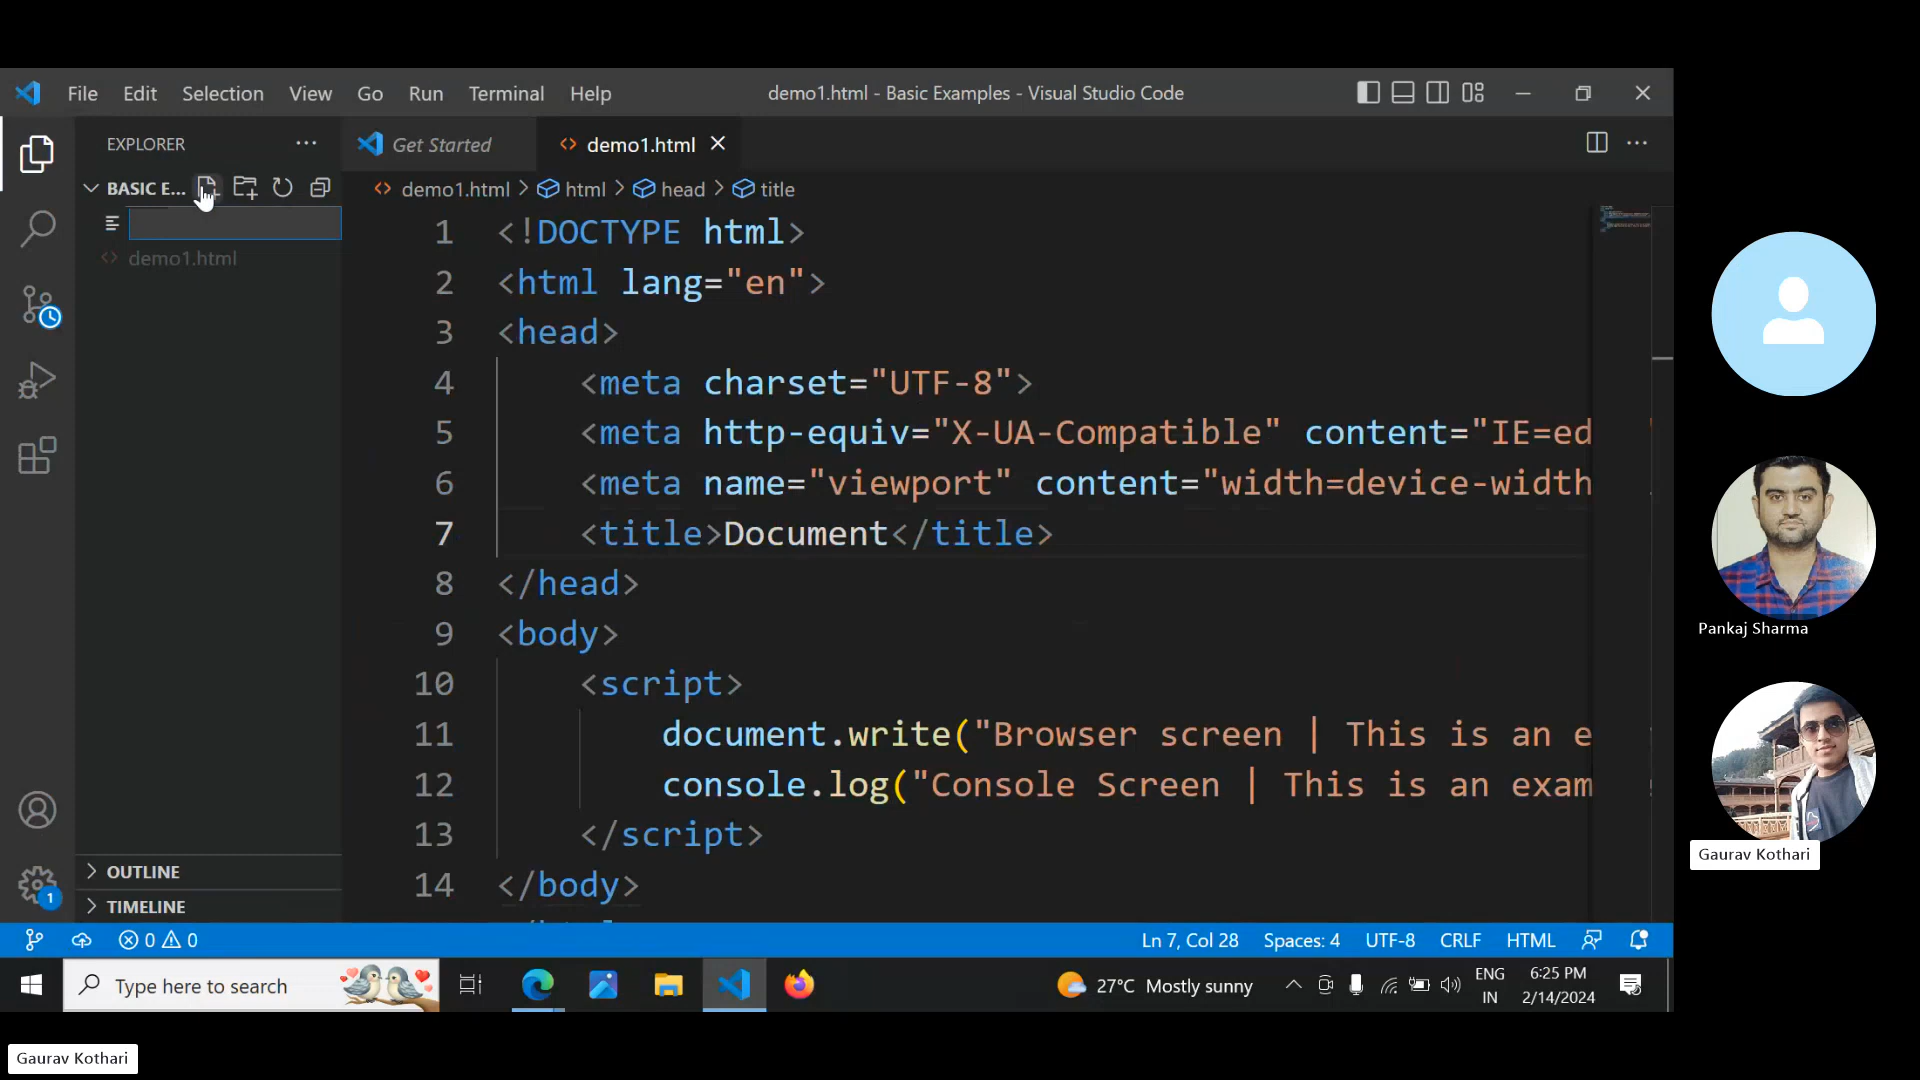 File Edit Selection View Go Run Terminal Help
demo1.html - Basic Examples - Visual Studio Code
EXPLORER
Get Started
demo1.html
BASIC E...
demo1.html > html > head > title
demo1.html
1 <!DOCTYPE html>
2 <html lang="en">
3 <head>
4 <meta charset="UTF-8">
5 <meta http-equiv="X-UA-Compatible" content="IE=ed
6 <meta name="viewport" content="width=device-width
7 <title>Document</title>
8 </head>
9 <body>
10 <script>
11 document.write("Browser screen | This is an e
12 console.log("Console Screen | This is an exam
13 </script>
14 </body>
OUTLINE
TIMELINE
1
0 0
Ln 7, Col 28 Spaces: 4 UTF-8 CRLF HTML
Type here to search
27°C Mostly sunny
ENG
IN
6:25 PM
2/14/2024
Pankaj Sharma
Gaurav Kothari
Gaurav Kothari